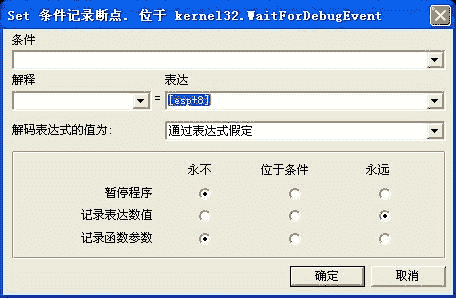 Set 条件记录断点. 位于 kernel32.WaitForDebugEvent
条件
解释 表达
= [esp+8]
解码表达式的值为: 通过表达式假定
永不 位于条件 永远
暂停程序
记录表达数值
记录函数参数
确定 取消